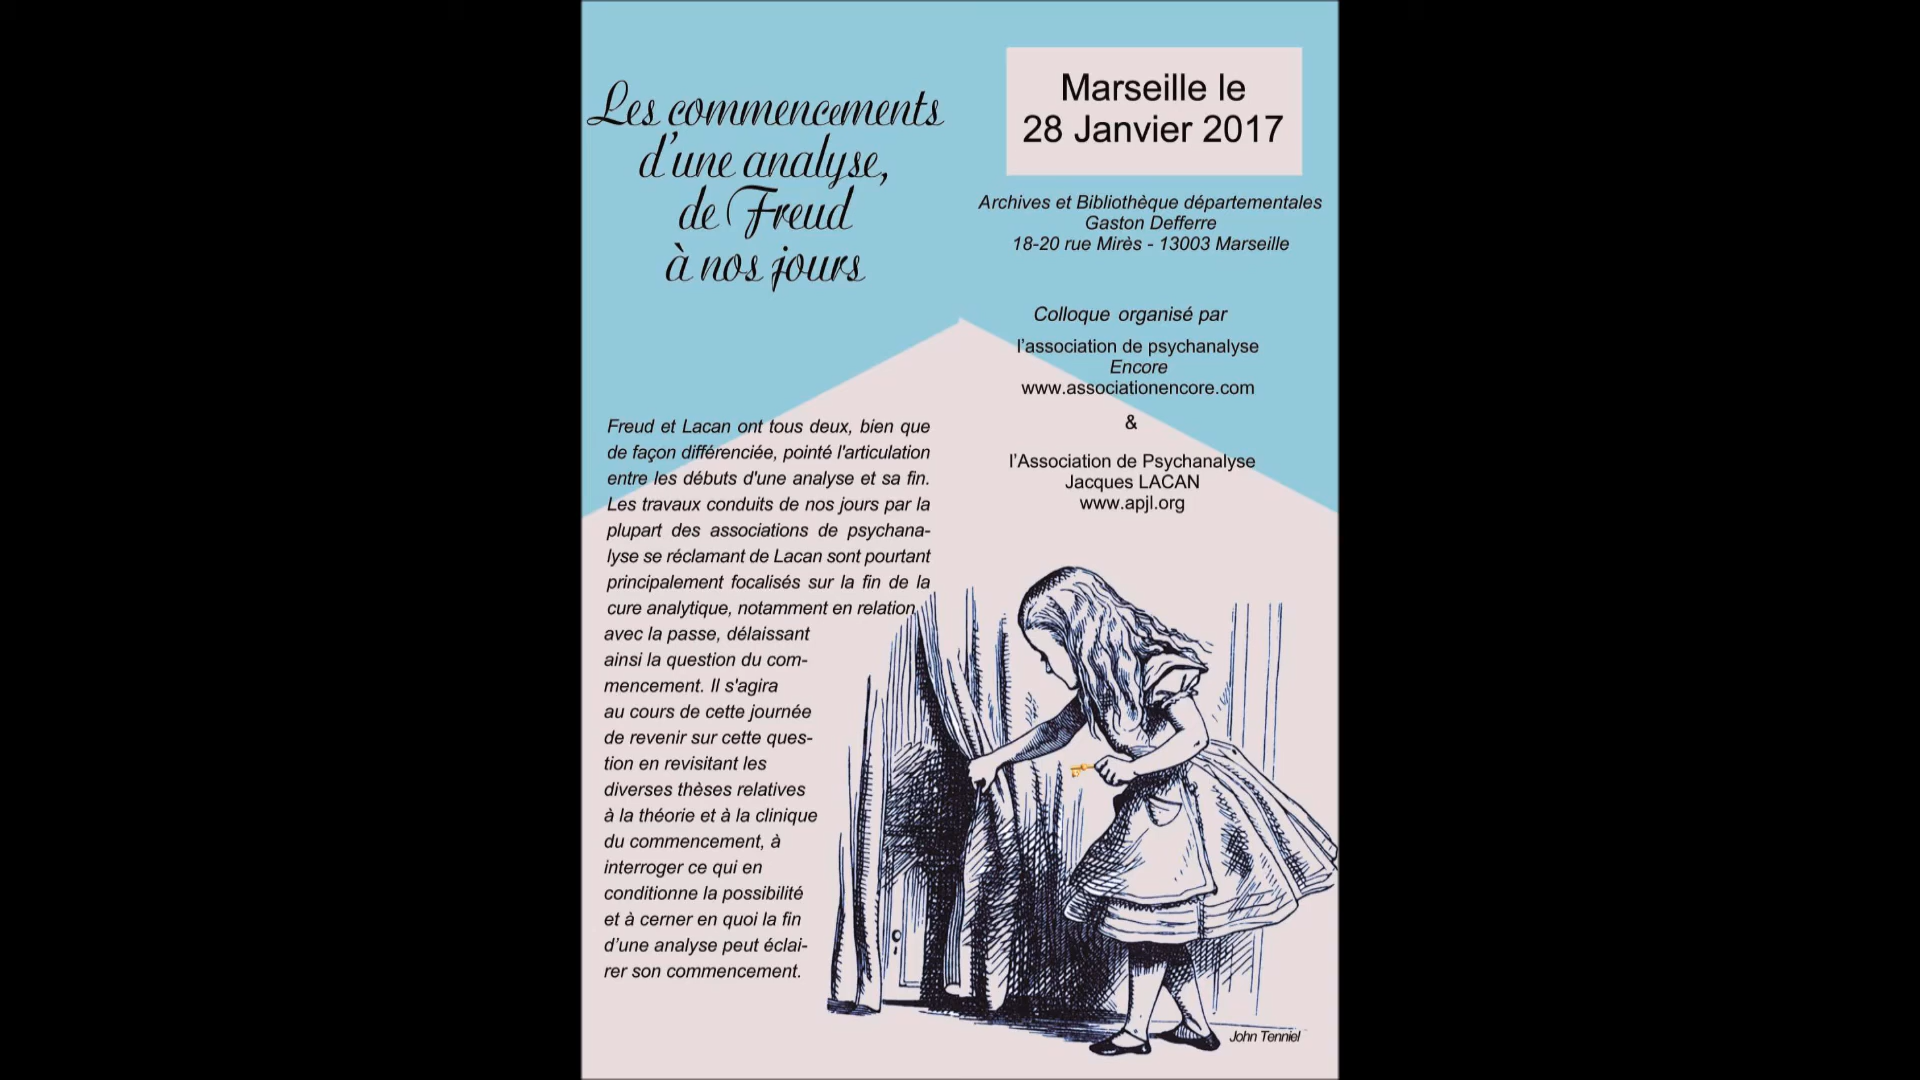 Les commencements
d'une analyse,
de Freud
à nos jours
Marseille le
28 Janvier 2017
Archives et Bibliothèque départementales
Gaston Defferre
18-20 rue Mirès - 13003 Marseille
Colloque organisé par
l'association de psychanalyse
Encore
www.associationencore.com
&
l'Association de Psychanalyse
Jacques LACAN
www.apjl.org
Freud et Lacan ont tous deux, bien que
de façon différenciée, pointé l'articulation
entre les débuts d'une analyse et sa fin.
Les travaux conduits de nos jours par la
plupart des associations de psychana-
lyse se réclamant de Lacan sont pourtant
principalement focalisés sur la fin de la
cure analytique, notamment en relation
avec la passe, délaissant
ainsi la question du com-
mencement. Il s'agira
au cours de cette journée
de revenir sur cette ques-
tion en revisitant les
diverses thèses relatives
à la théorie et à la clinique
du commencement, à
interroger ce qui en
conditionne la possibilité
et à cerner en quoi la fin
d'une analyse peut éclai-
rer son commencement.
John Tenniel